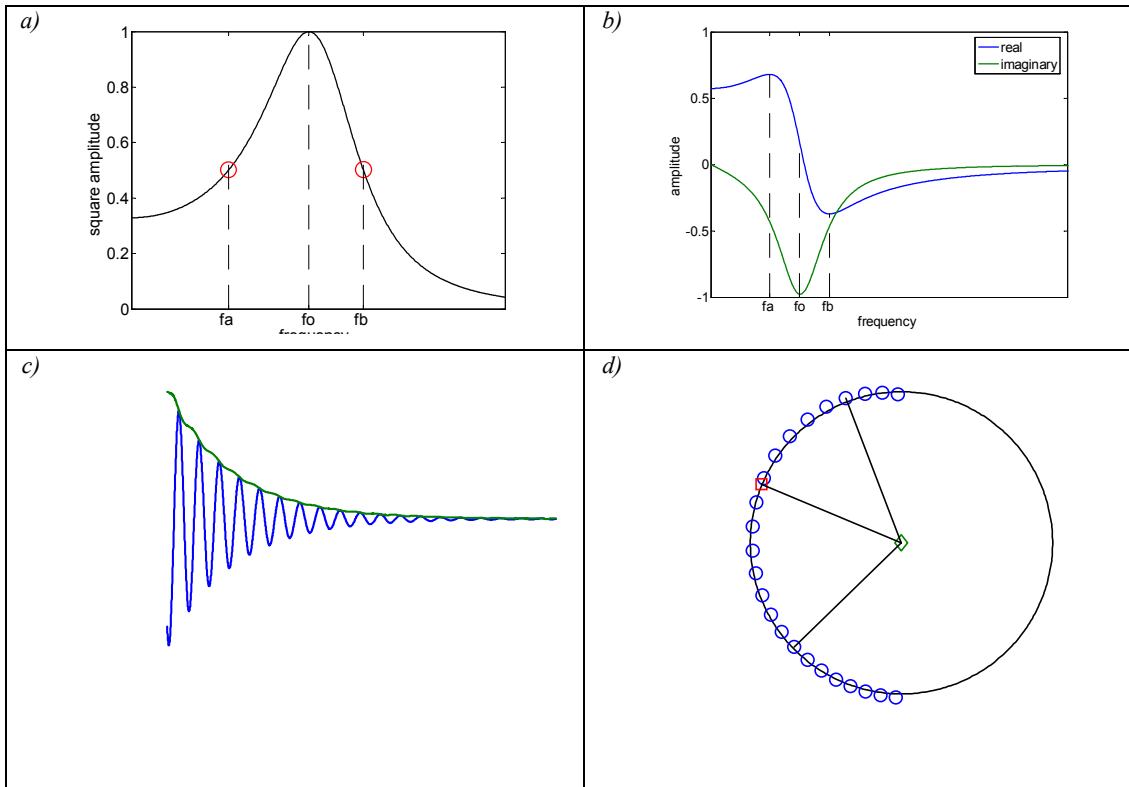 a)
square amplitude
1
0.8
0.6
0.4
0.2
0
fa fo fb
frequency
b)
amplitude
1
0.5
0
-0.5
-1
real
imaginary
fa fo fb
frequency
c)
d)